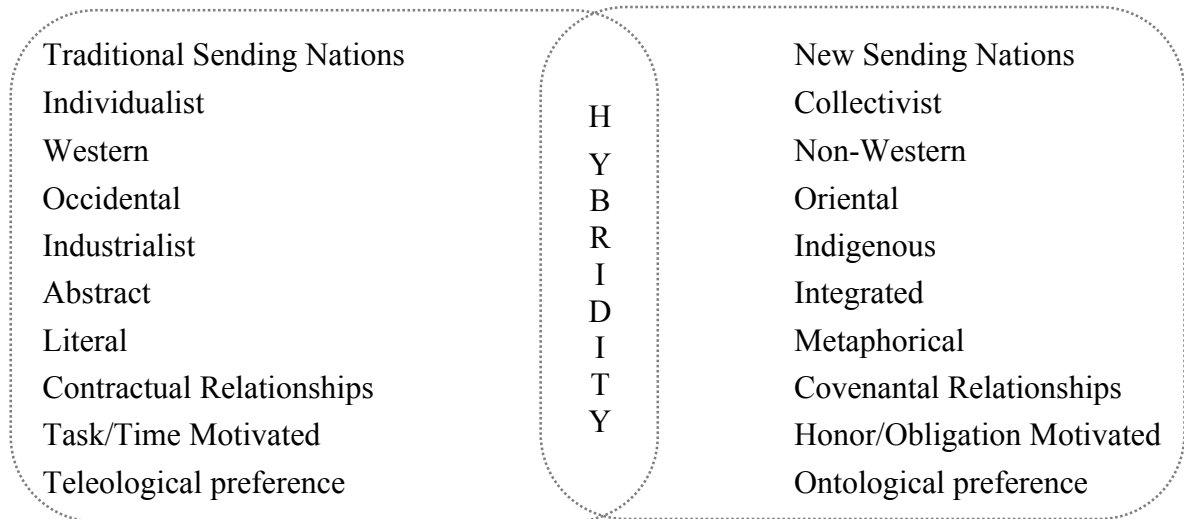 Traditional Sending Nations
Individualist
Western
Occidental
Industrialist
Abstract
Literal
Contractual Relationships
Task/Time Motivated
Teleological preference
H
Y
B
R
I
D
I
T
Y
New Sending Nations
Collectivist
Non-Western
Oriental
Indigenous
Integrated
Metaphorical
Covenantal Relationships
Honor/Obligation Motivated
Ontological preference